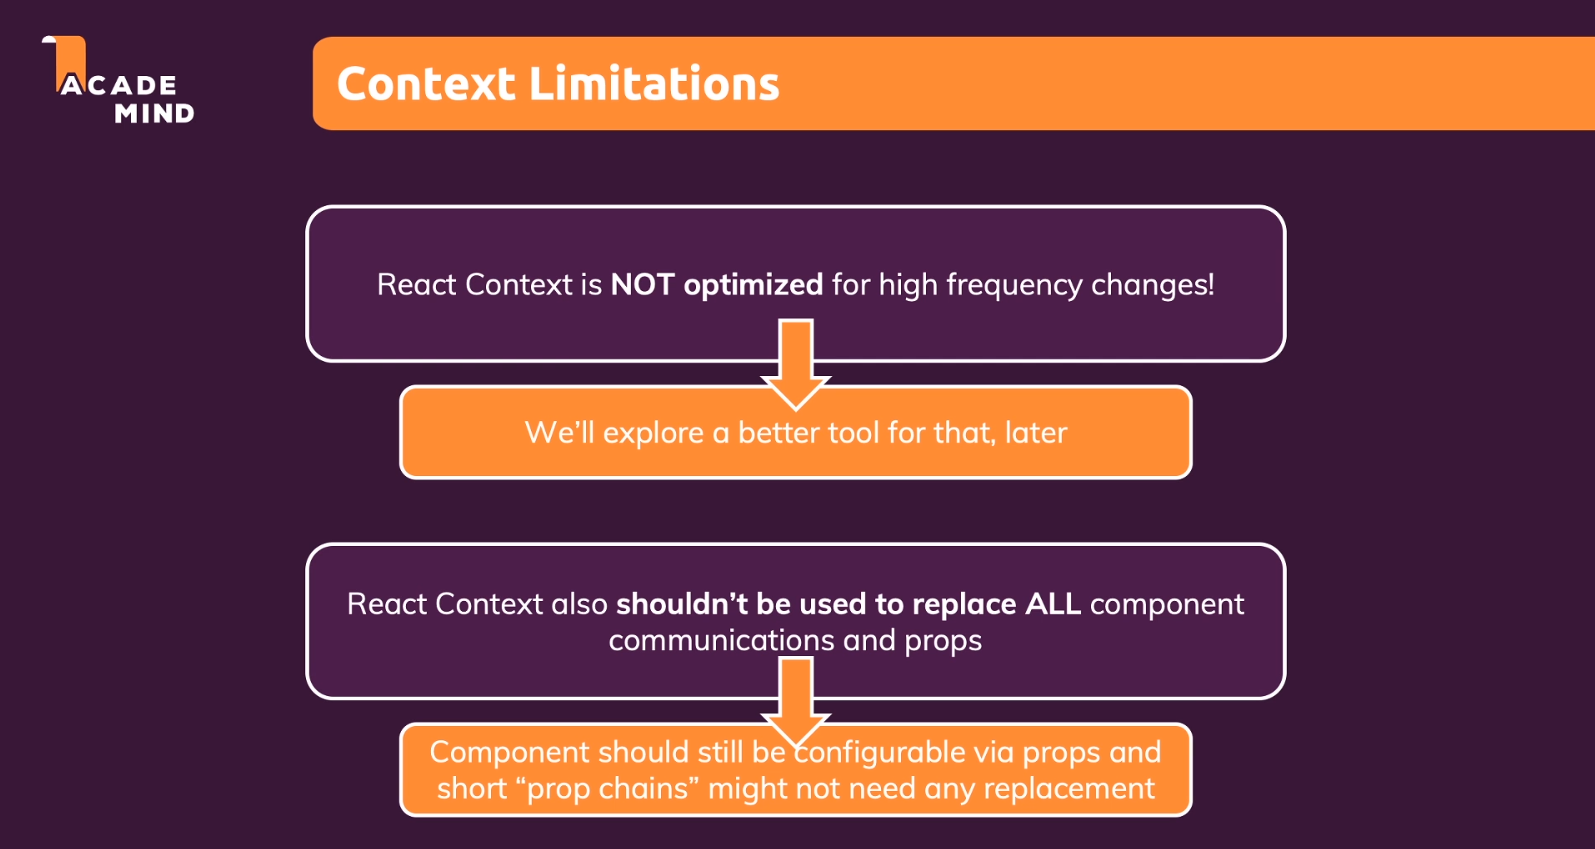 ACADE
MIND
Context Limitations
React Context is NOT optimized for high frequency changes!
We’ll explore a better tool for that, later
React Context also shouldn’t be used to replace ALL component
communications and props
Component should still be configurable via props and
short “prop chains” might not need any replacement